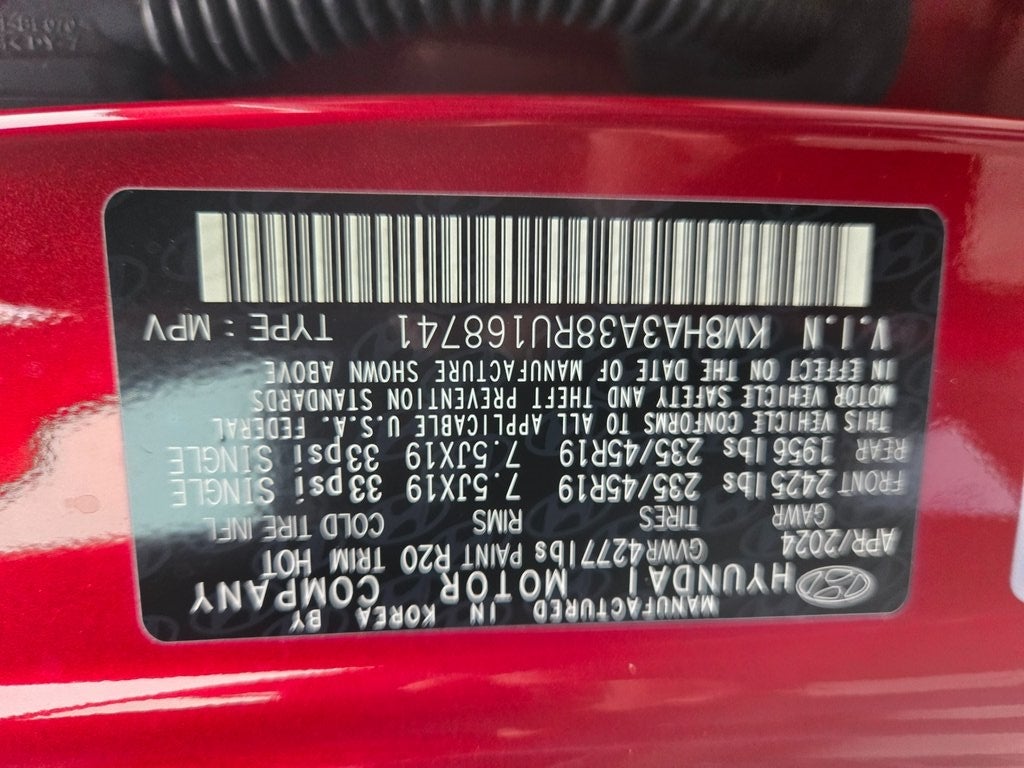 MANUFACTURED IN KOREA BY
HYUNDAI MOTOR COMPANY
APR/2024 GVWR4277lbs PAINT R20 TRIM HOT
GAWR TIRES RIMS COLD TIRE INFL
FRONT 2425lbs 235/45R19 7.5JX19 33psi SINGLE
REAR 1956lbs 235/45R19 7.5JX19 33psi SINGLE
THIS VEHICLE CONFORMS TO ALL APPLICABLE U.S.A. FEDERAL
MOTOR VEHICLE SAFETY AND THEFT PREVENTION STANDARDS
IN EFFECT ON THE DATE OF MANUFACTURE SHOWN ABOVE
V.I.N KM8HA3A38RU168741 TYPE : MPV